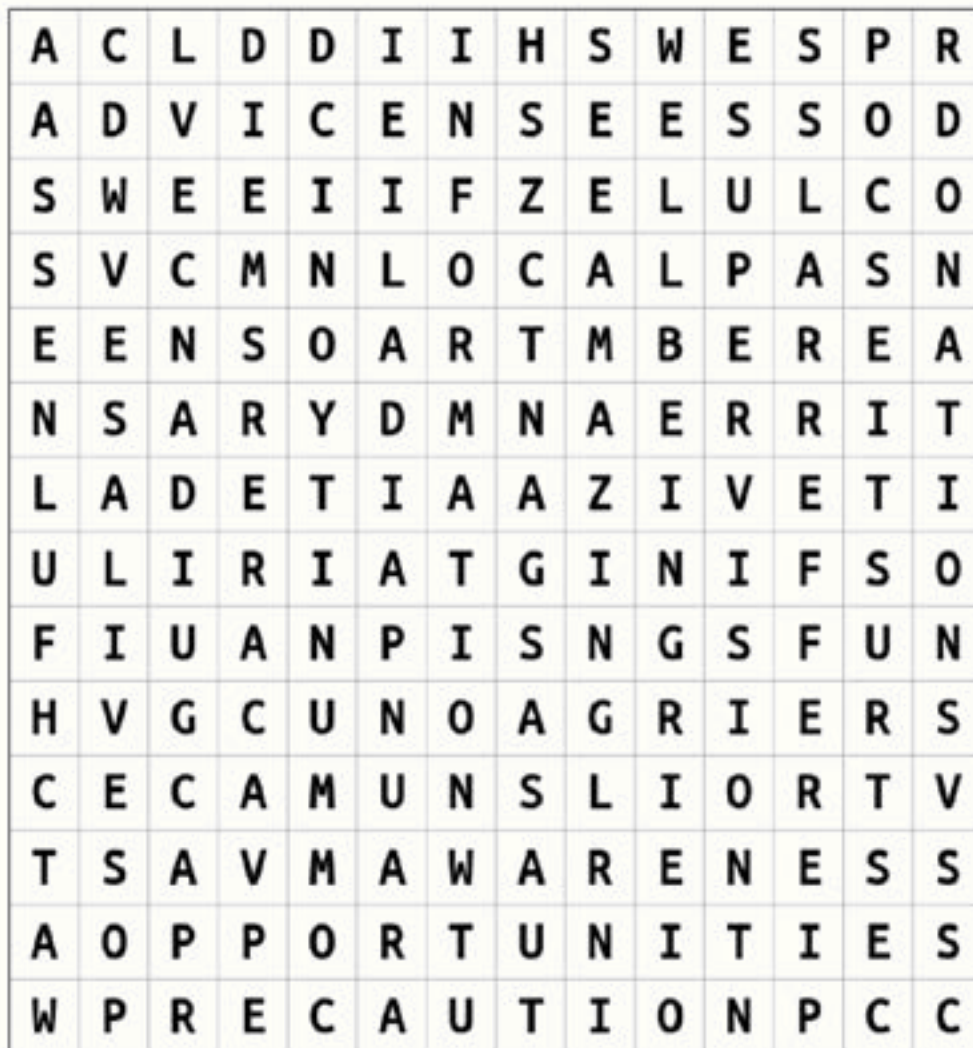 A C L D D I I H S W E S P R
A D V I C E N S E E S S O D
S W E E I I F Z E L U L C O
S V C M N L O C A L P A S N
E E N S O A R T M B E R E A
N S A R Y D M N A E R R I T
L A D E T I A A Z I V E T I
U L I R I A T G I N I F S O
F I U A N P I S N G S F U N
H V G C U N O A G R I E R S
C E C A M U N S L I O R T V
T S A V M A W A R E N E S S
A O P P O R T U N I T I E S
W P R E C A U T I O N P C C